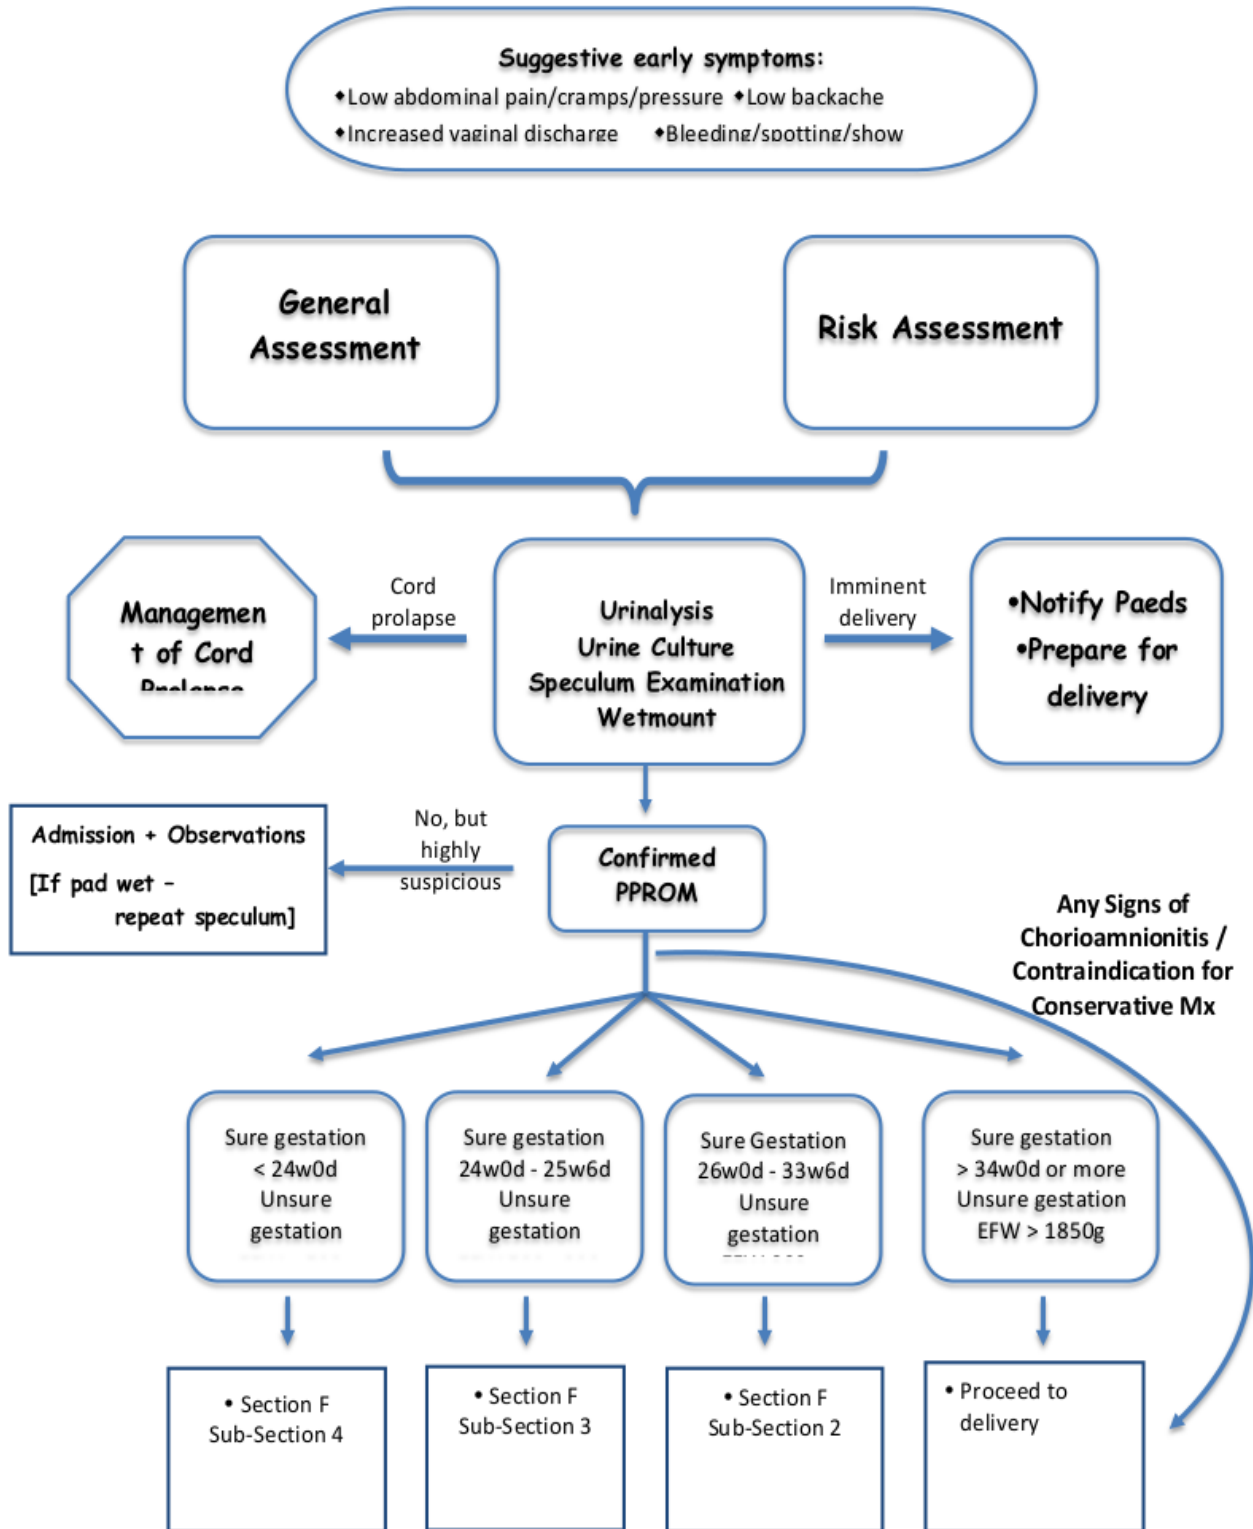 Suggestive early symptoms:
◆Low abdominal pain/cramps/pressure ◆Low backache
◆Increased vaginal discharge ◆Bleeding/spotting/show
General
Assessment
Risk Assessment
Cord
prolapse
Managemen
t of Cord
Prolapse
Urinalysis
Urine Culture
Speculum Examination
Wetmount
Imminent
delivery
•Notify Paeds
•Prepare for
delivery
No, but
highly
suspicious
Admission + Observations
[If pad wet –
repeat speculum]
Confirmed
PPROM
Any Signs of
Chorioamnionitis /
Contraindication for
Conservative Mx
Sure gestation
< 24w0d
Unsure
gestation
Sure gestation
24w0d - 25w6d
Unsure
gestation
Sure Gestation
26w0d - 33w6d
Unsure
gestation
Sure gestation
> 34w0d or more
Unsure gestation
EFW > 1850g
• Section F
Sub-Section 4
• Section F
Sub-Section 3
• Section F
Sub-Section 2
• Proceed to
delivery